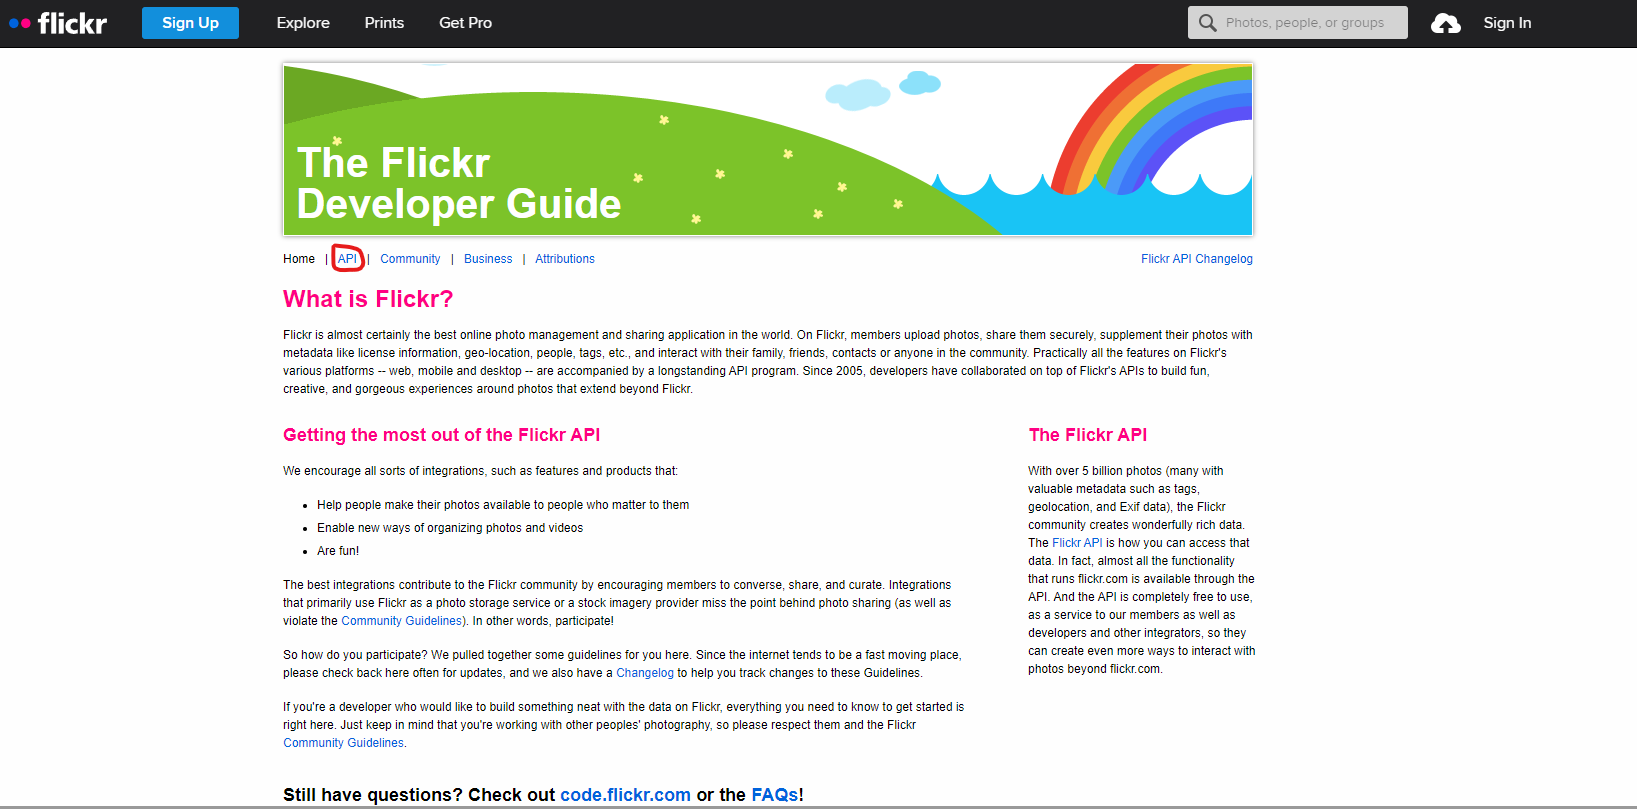 flickr Sign Up Explore Prints Get Pro Photos, people, or groups Sign In
The Flickr
Developer Guide
Home | API | Community | Business | Attributions Flickr API Changelog
What is Flickr?
Flickr is almost certainly the best online photo management and sharing application in the world. On Flickr, members upload photos, share them securely, supplement their photos with
metadata like license information, geo-location, people, tags, etc., and interact with their family, friends, contacts or anyone in the community. Practically all the features on Flickr's
various platforms -- web, mobile and desktop -- are accompanied by a longstanding API program. Since 2005, developers have collaborated on top of Flickr's APIs to build fun,
creative, and gorgeous experiences around photos that extend beyond Flickr.
Getting the most out of the Flickr API
We encourage all sorts of integrations, such as features and products that:
• Help people make their photos available to people who matter to them
• Enable new ways of organizing photos and videos
• Are fun!
The best integrations contribute to the Flickr community by encouraging members to converse, share, and curate. Integrations
that primarily use Flickr as a photo storage service or a stock imagery provider miss the point behind photo sharing (as well as
violate the Community Guidelines). In other words, participate!
So how do you participate? We pulled together some guidelines for you here. Since the internet tends to be a fast moving place,
please check back here often for updates, and we also have a Changelog to help you track changes to these Guidelines.
If you're a developer who would like to build something neat with the data on Flickr, everything you need to know to get started is
right here. Just keep in mind that you're working with other peoples' photography, so please respect them and the Flickr
Community Guidelines.
The Flickr API
With over 5 billion photos (many with
valuable metadata such as tags,
geolocation, and Exif data), the Flickr
community creates wonderfully rich data.
The Flickr API is how you can access that
data. In fact, almost all the functionality
that runs flickr.com is available through the
API. And the API is completely free to use,
as a service to our members as well as
developers and other integrators, so they
can create even more ways to interact with
photos beyond flickr.com.
Still have questions? Check out code.flickr.com or the FAQs!